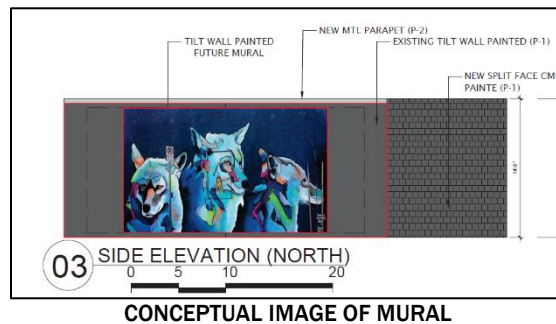 NEW MTL PARAPET (P-2)
TILT WALL PAINTED
FUTURE MURAL
EXISTING TILT WALL PAINTED (P-1)
NEW SPLIT FACE CM
PAINTE (P-1)
03
SIDE ELEVATION (NORTH)
0 5 10 20
CONCEPTUAL IMAGE OF MURAL